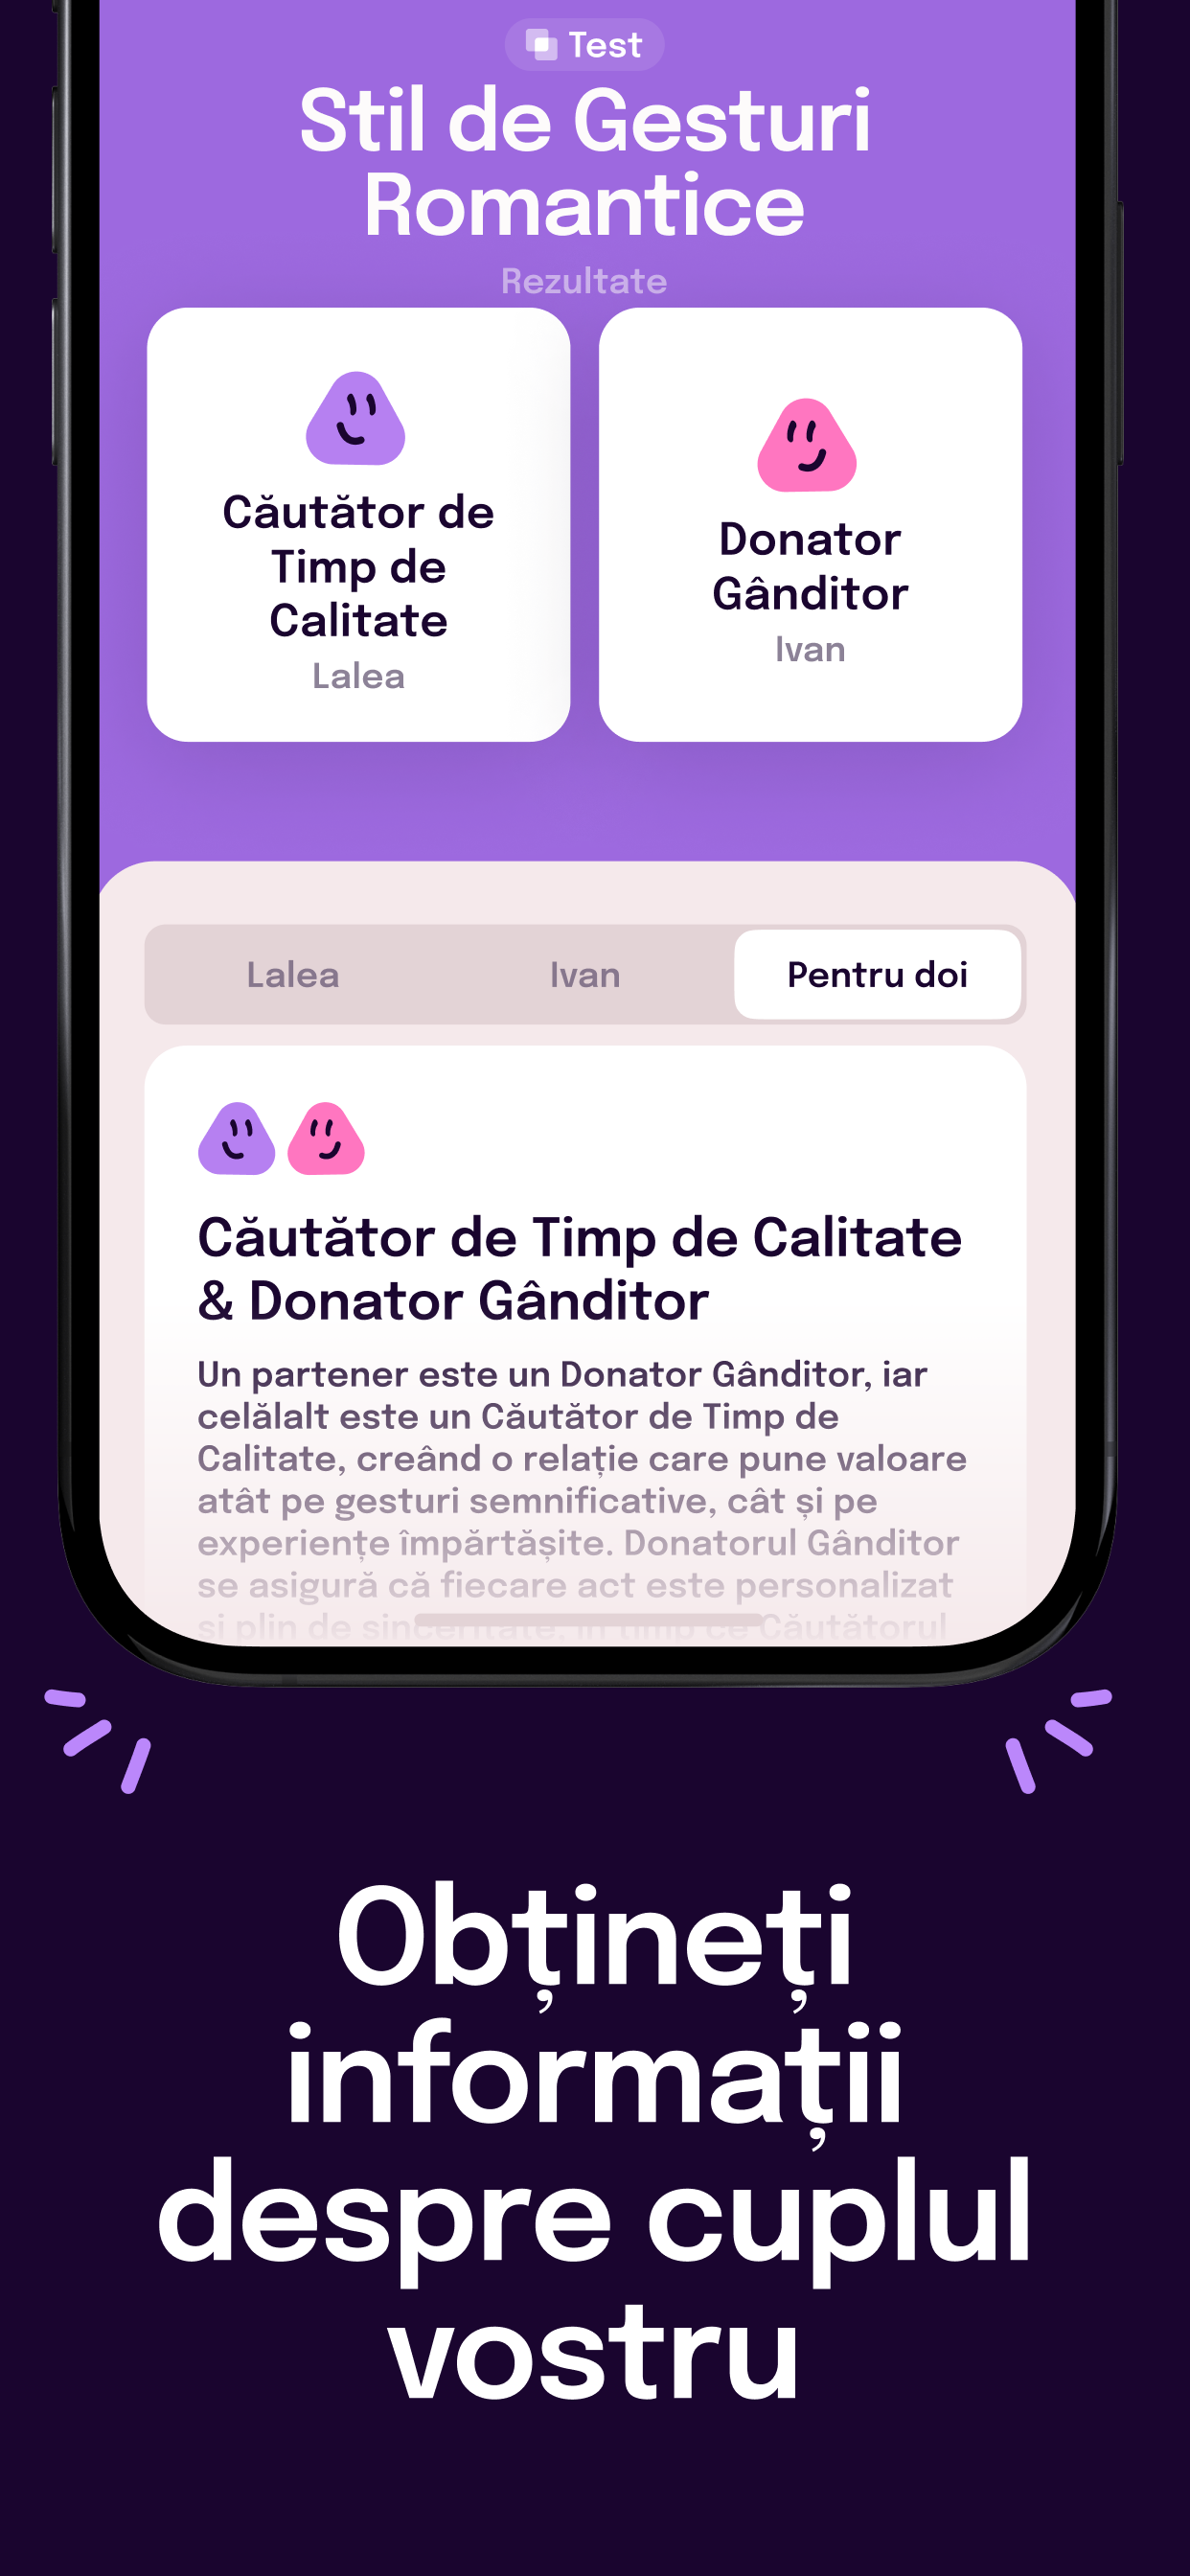 Test
Stil de Gesturi
Romantice
Rezultate
Căutător de
Timp de
Calitate
Lalea
Donator
Gânditor
Ivan
Lalea
Ivan
Pentru doi
Căutător de Timp de Calitate
& Donator Gânditor
Un partener este un Donator Gânditor, iar
celălalt este un Căutător de Timp de
Calitate, creând o relație care pune valoare
atât pe gesturi semnificative, cât și pe
experiențe împărtășite. Donatorul Gânditor
se asigură că fiecare act este personalizat
și plin de sinceritate, în timp ce Căutătorul
Obțineți
informații
despre cuplul
vostru